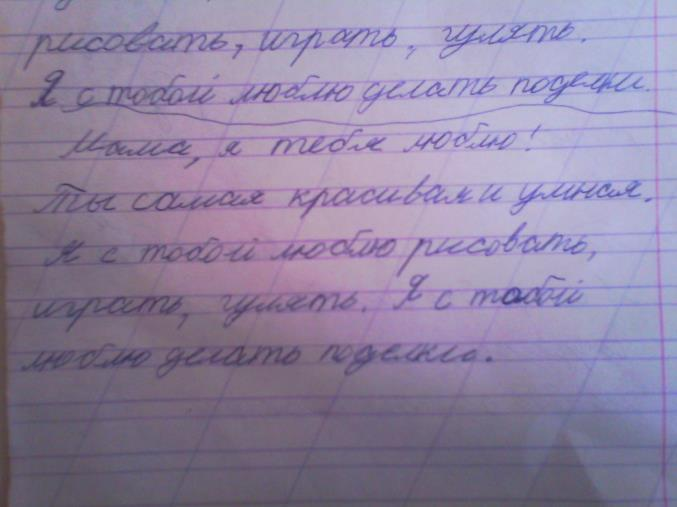 рисовать, играть, гулять.
Я с тобой люблю делать поделки.
Мама, я тебя люблю!
Ты самая красивая и умная.
Я с тобой люблю рисовать,
играть, гулять. Я с тобой
люблю делать поделки.